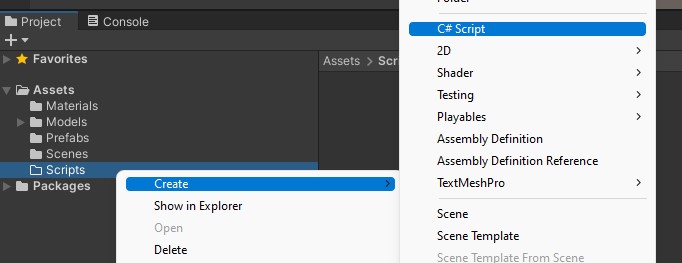 Project
Console
Favorites
Assets
Materials
Models
Prefabs
Scenes
Scripts
Packages
Assets > Scr
Create
Show in Explorer
Open
Delete
Folder
C# Script
2D
Shader
Testing
Playables
Assembly Definition
Assembly Definition Reference
TextMeshPro
Scene
Scene Template
Scene Template From Scene